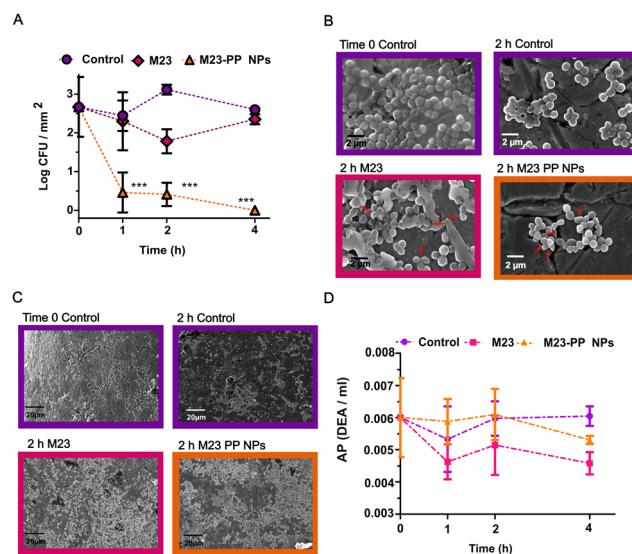 A
Control M23 M23-PP NPs
Log CFU / mm 2
3
2
1
0
0 1 2 4
*** *** ***
Time (h)
B
Time 0 Control 2 h Control
2 µm 2 µm
2 h M23 2 h M23 PP NPs
2 µm 2 µm
C
Time 0 Control 2 h Control
20µm 20µm
2 h M23 2 h M23 PP NPs
20µm 20µm
D
Control M23 M23-PP NPs
AP (DEA / ml)
0.008
0.007
0.006
0.005
0.004
0.003
0 1 2 4
Time (h)